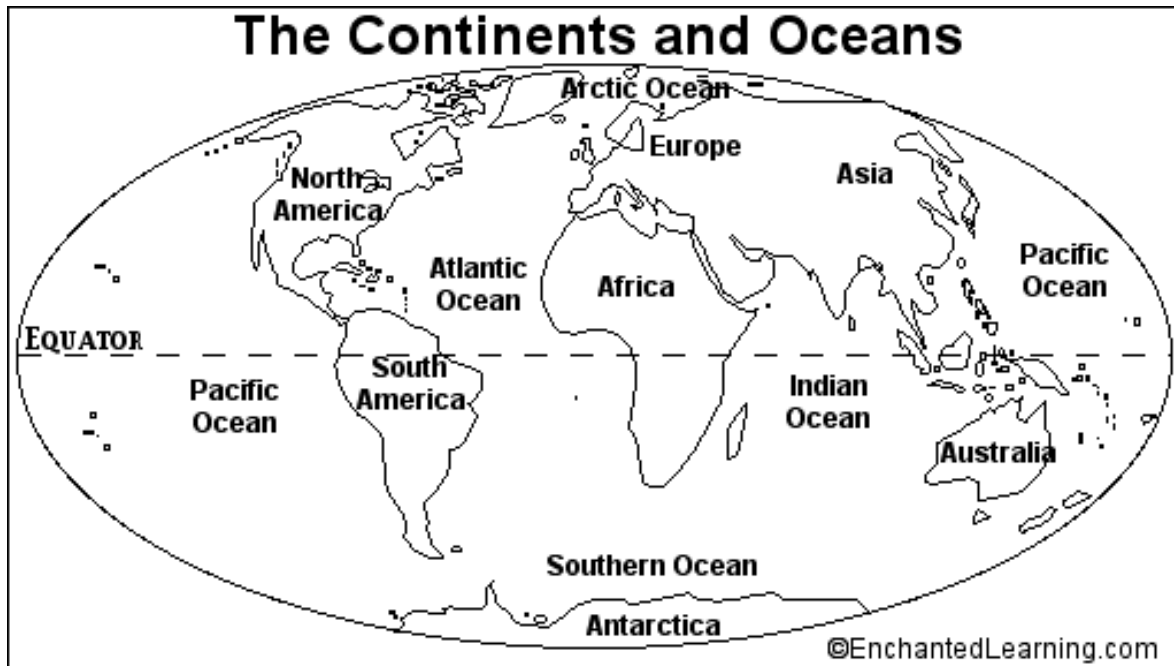 The Continents and Oceans
Arctic Ocean
Europe
Asia
North
America
Atlantic
Ocean
Africa
Pacific
Ocean
EQUATOR
South
America
Pacific
Ocean
Indian
Ocean
Australia
Southern Ocean
Antarctica
©EnchantedLearning.com